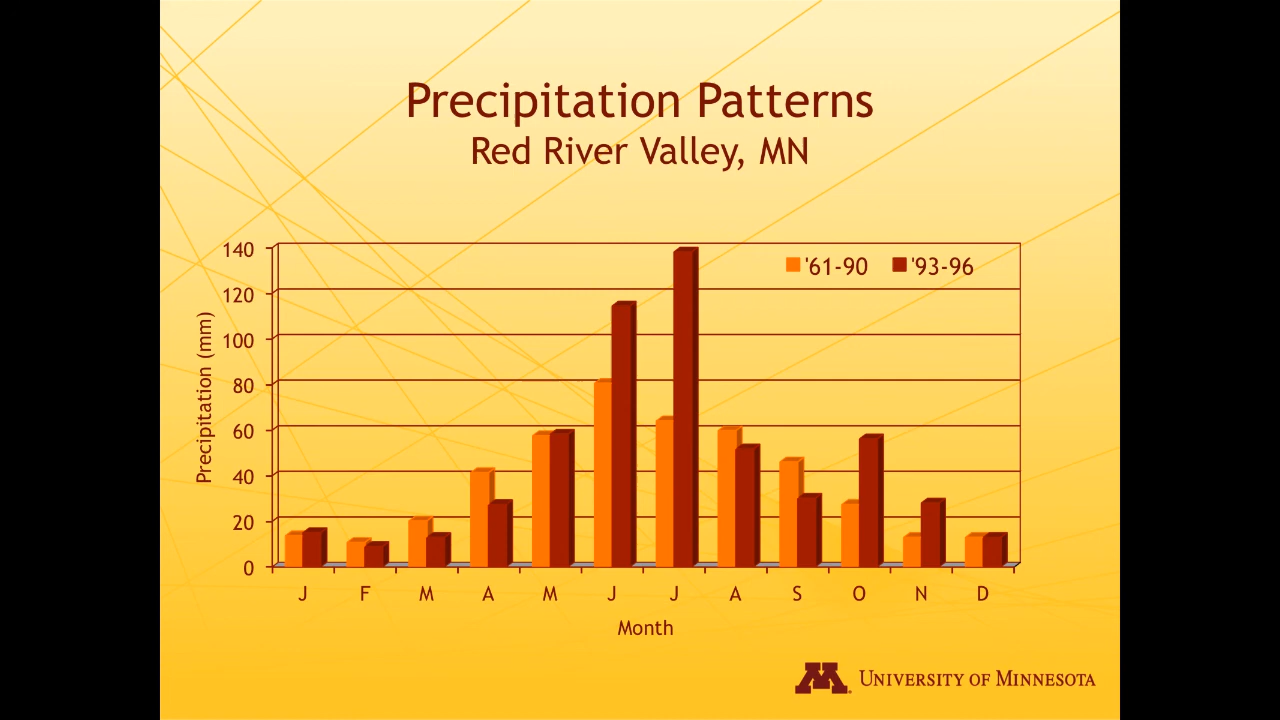 Precipitation Patterns
Red River Valley, MN
'61-90 '93-96
Precipitation (mm)
140
120
100
80
60
40
20
0
J F M A M J J A S O N D
Month
M University of Minnesota